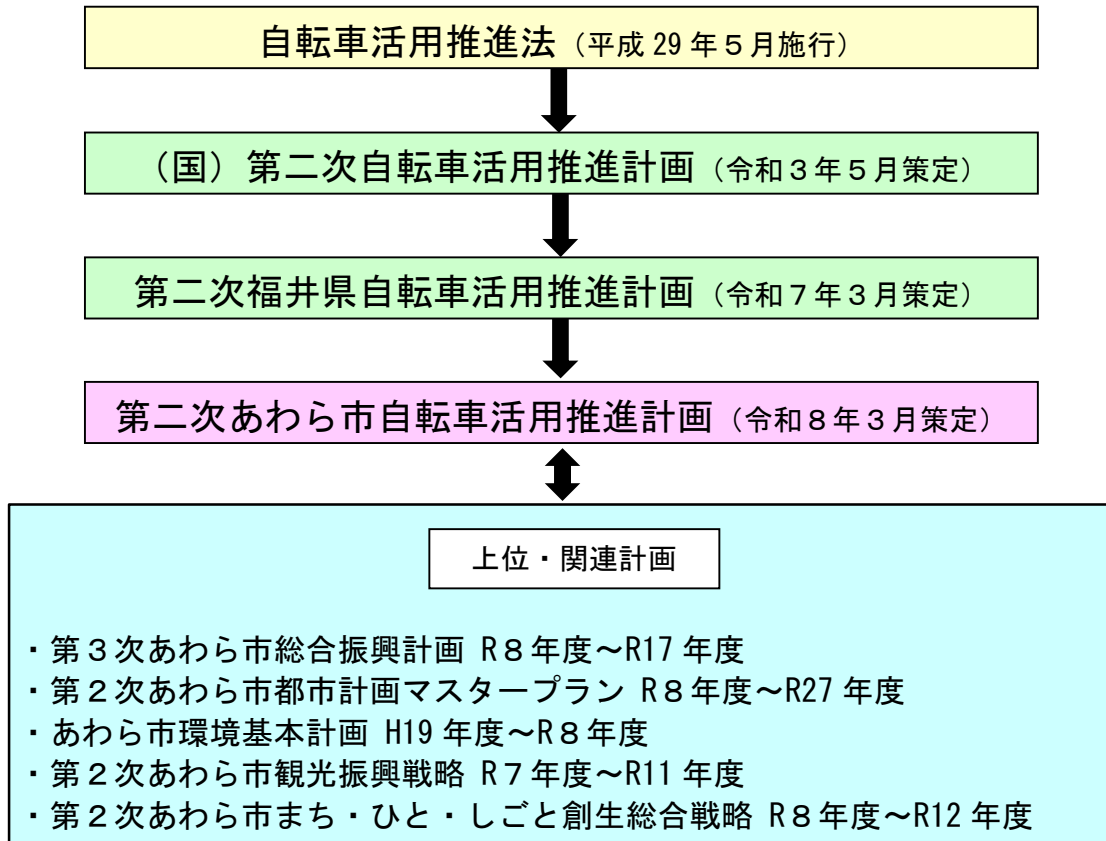 自転車活用推進法（平成29年５月施行）
（国）第二次自転車活用推進計画（令和３年５月策定）
第二次福井県自転車活用推進計画（令和７年３月策定）
第二次あわら市自転車活用推進計画（令和８年３月策定）
上位・関連計画
・第３次あわら市総合振興計画 R８年度～R17年度
・第２次あわら市都市計画マスタープラン R８年度～R27年度
・あわら市環境基本計画 H19年度～R８年度
・第２次あわら市観光振興戦略 R７年度～R11年度
・第２次あわら市まち・ひと・しごと創生総合戦略 R８年度～R12年度